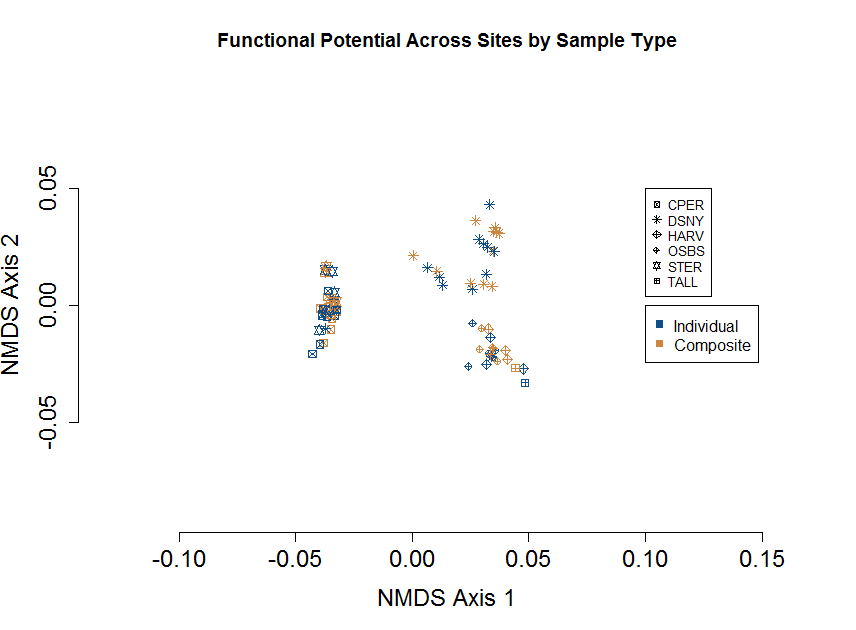 Functional Potential Across Sites by Sample Type
0.05
0.00
-0.05
NMDS Axis 2
CPER
DSNY
HARV
OSBS
STER
TALL
Individual
Composite
-0.10
-0.05
0.00
0.05
0.10
0.15
NMDS Axis 1